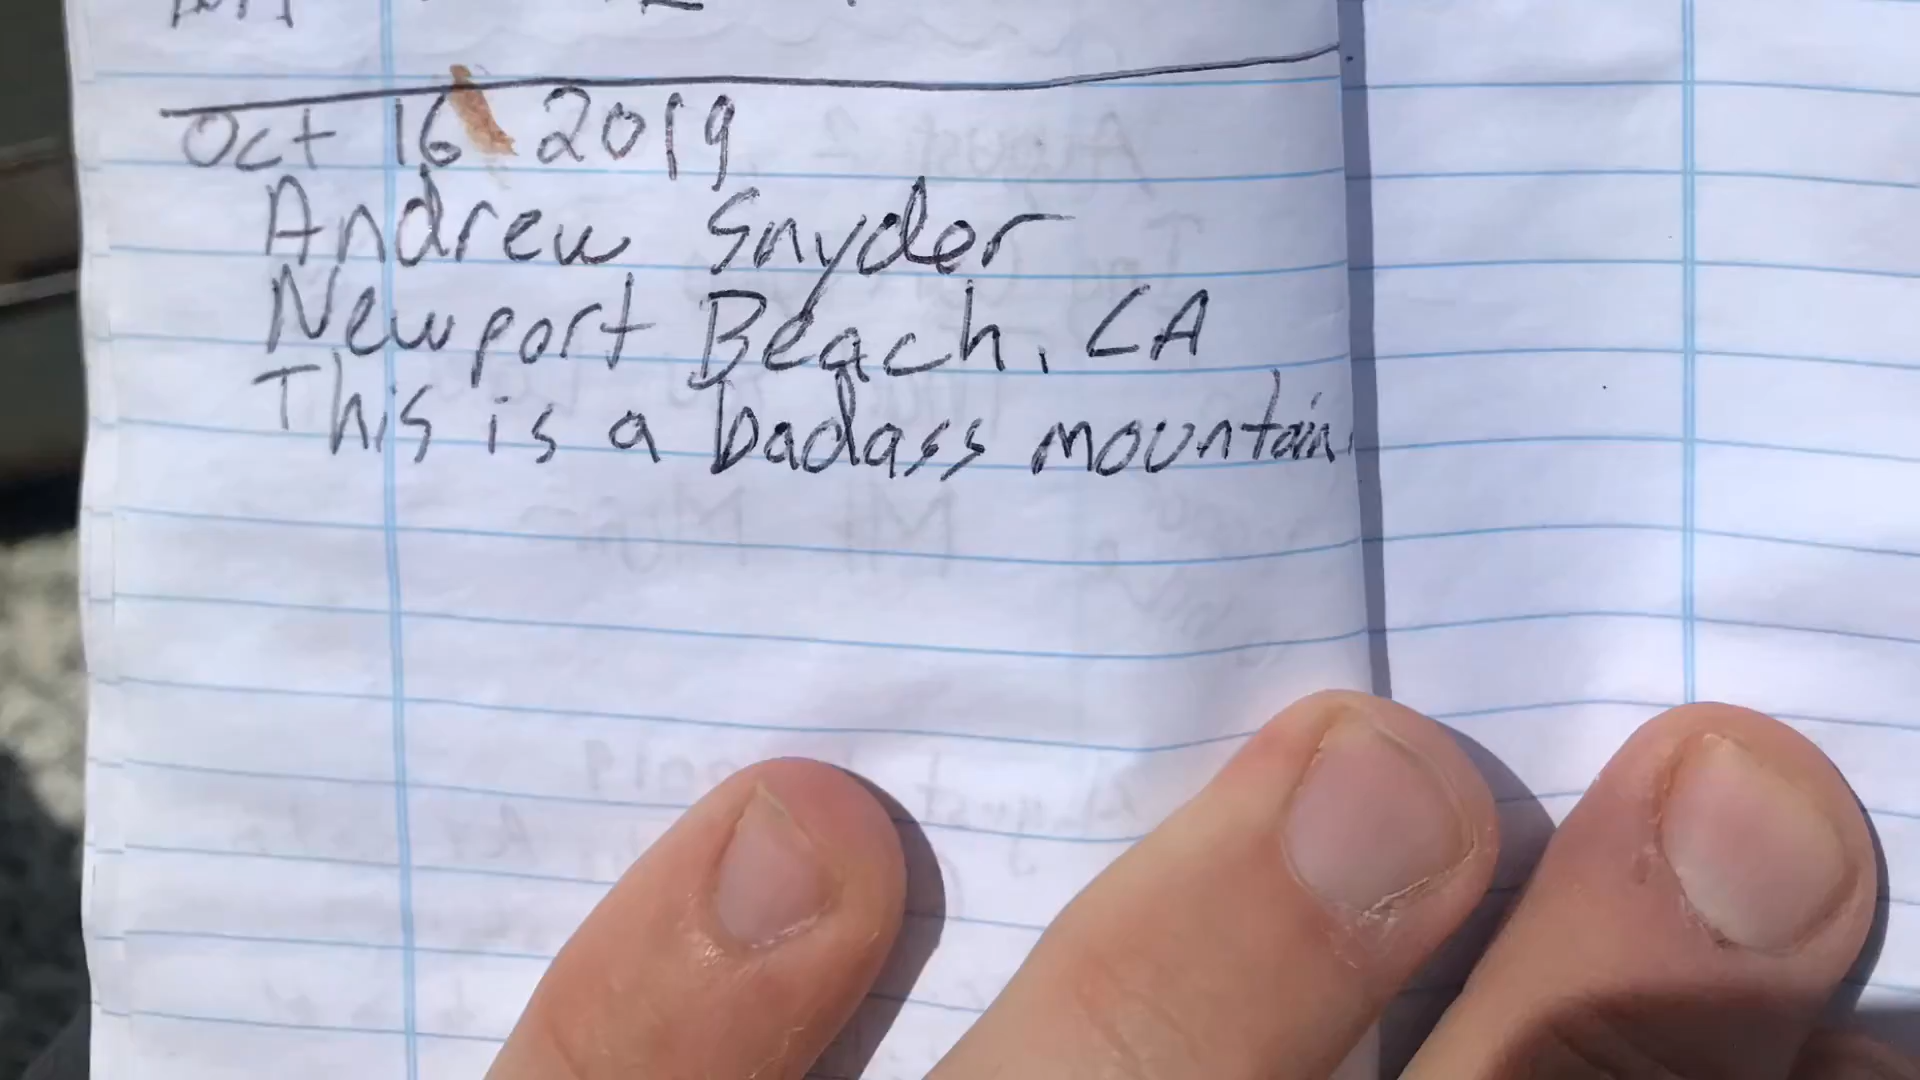 Oct 16 2019
Andrew Snyder
Newport Beach, CA
This is a badass mountain